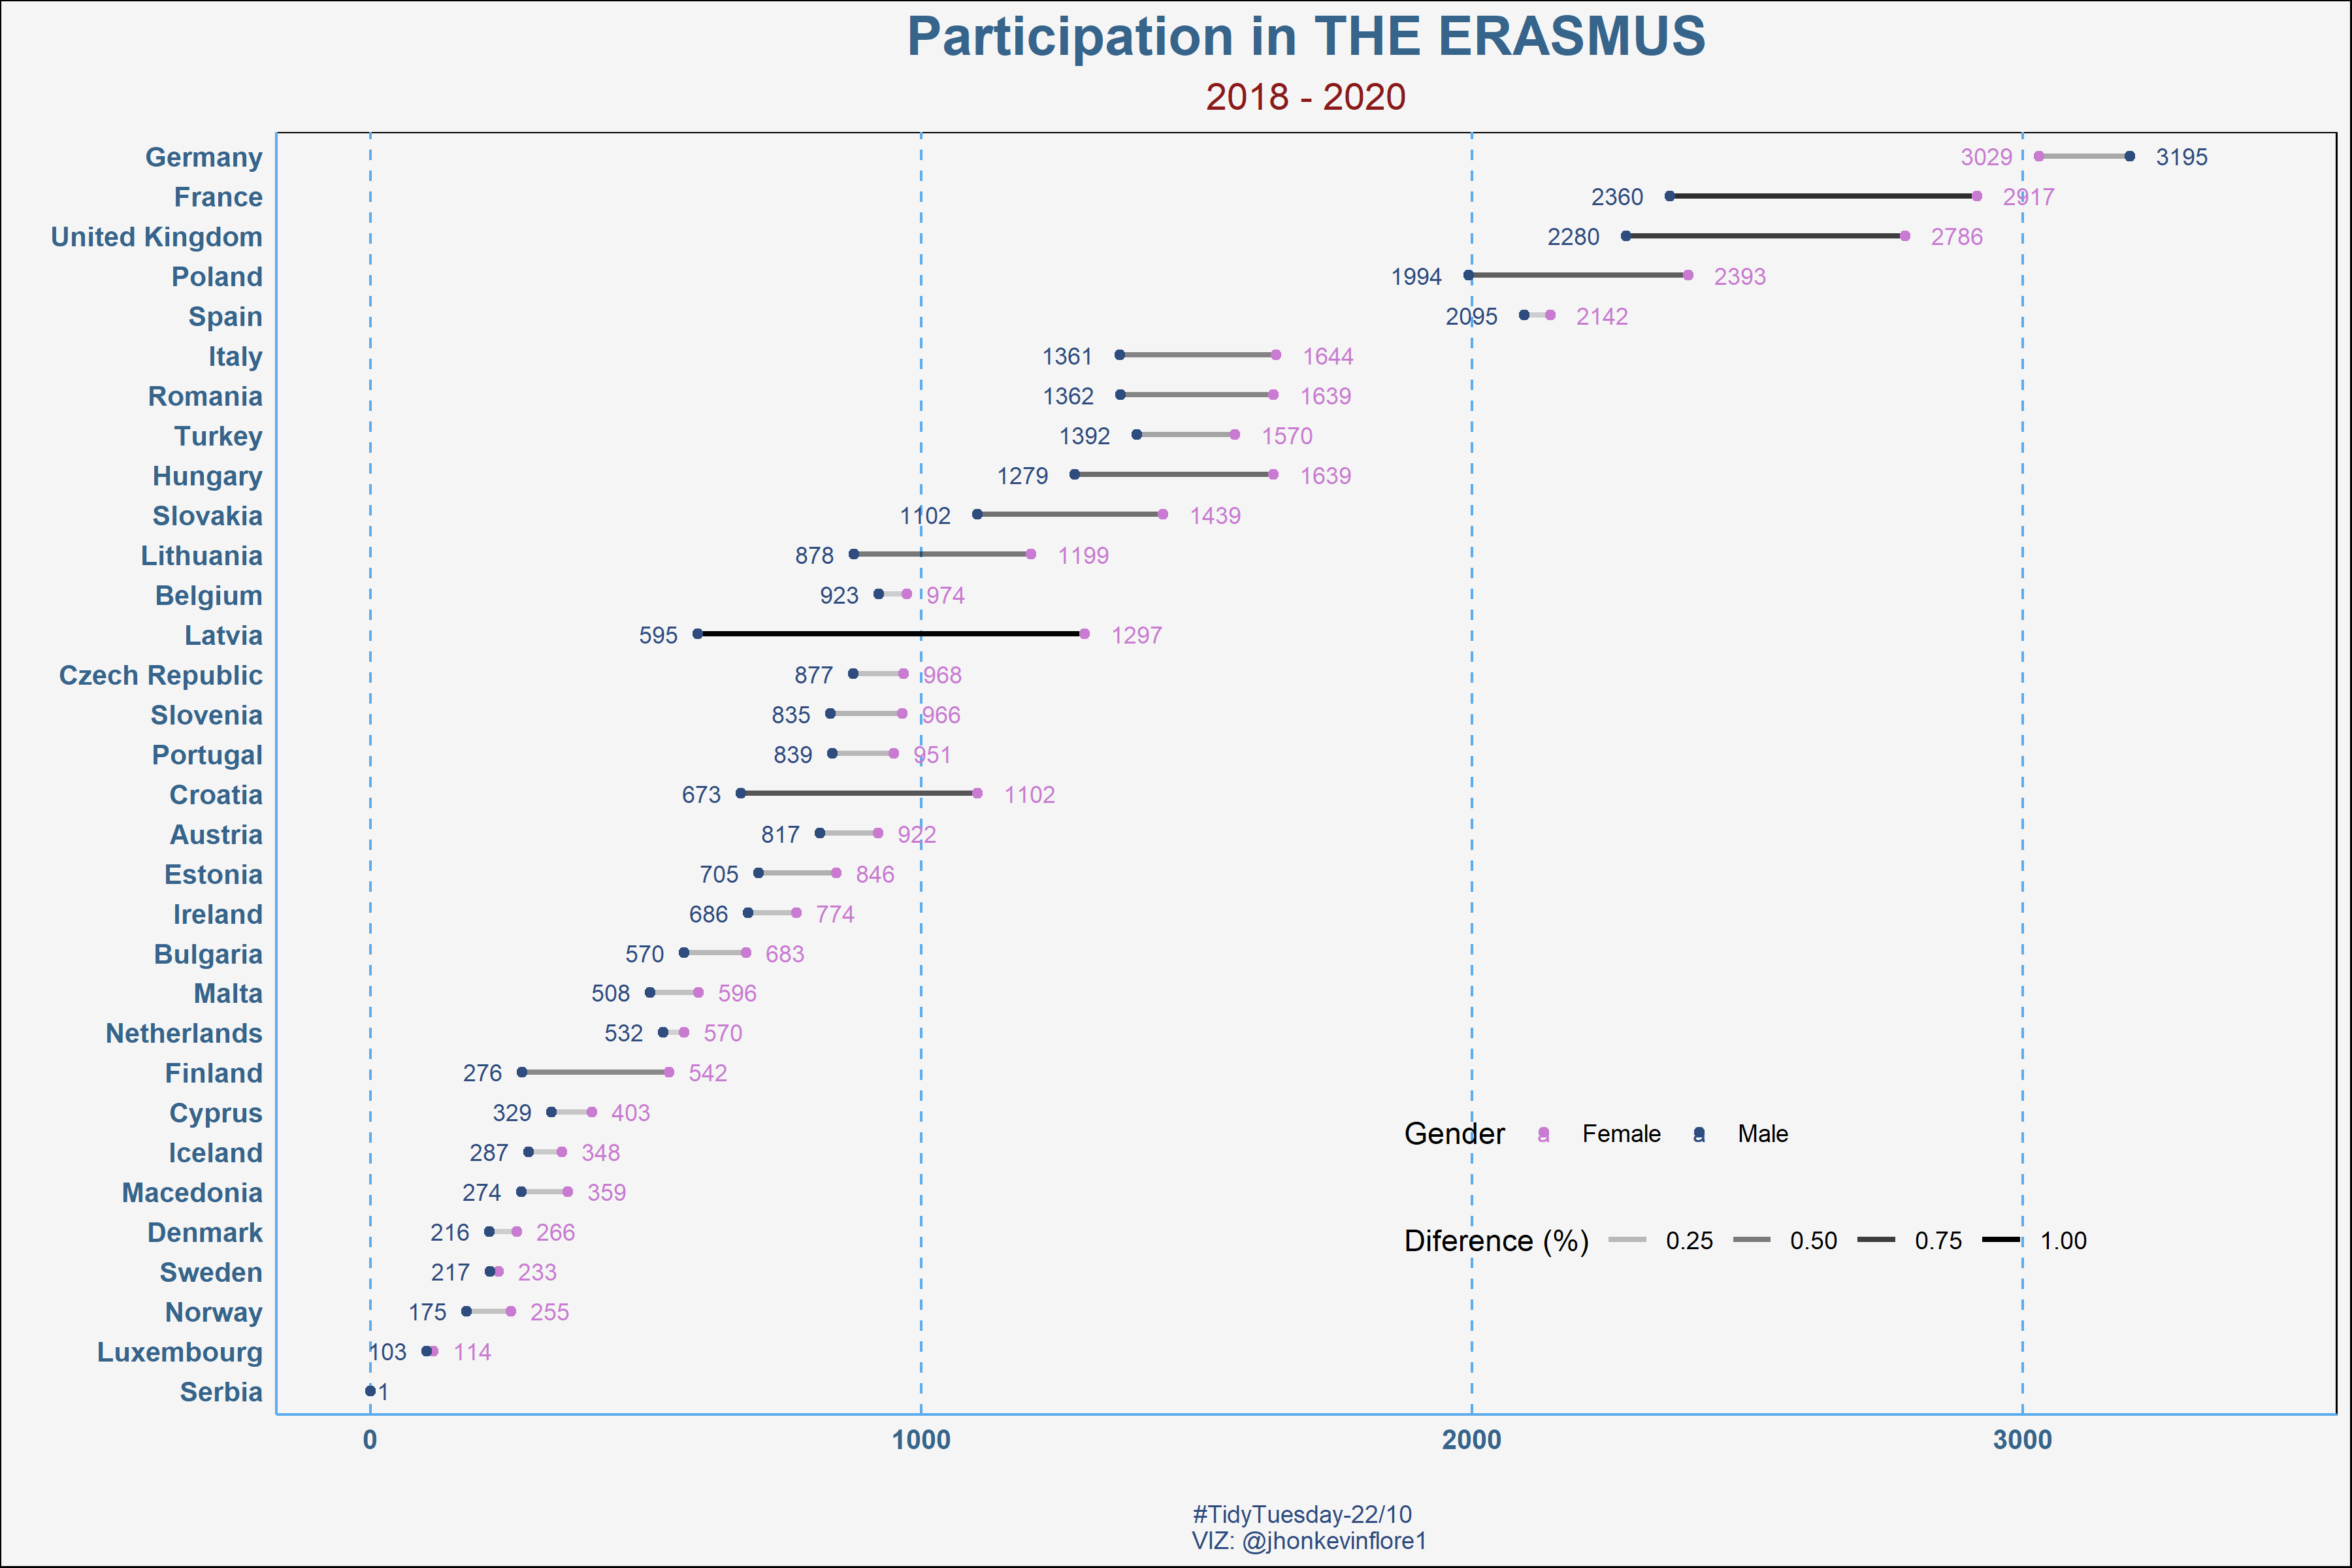 Participation in THE ERASMUS
2018 - 2020
Germany 3029 3195
France 2360 2917
United Kingdom 2280 2786
Poland 1994 2393
Spain 2095 2142
Italy 1361 1644
Romania 1362 1639
Turkey 1392 1570
Hungary 1279 1639
Slovakia 1102 1439
Lithuania 878 1199
Belgium 923 974
Latvia 595 1297
Czech Republic 877 968
Slovenia 835 966
Portugal 839 951
Croatia 673 1102
Austria 817 922
Estonia 705 846
Ireland 686 774
Bulgaria 570 683
Malta 508 596
Netherlands 532 570
Finland 276 542
Cyprus 329 403
Gender a Female a Male
Iceland 287 348
Macedonia 274 359
Denmark 216 266
Diference (%) 0.25 0.50 0.75 1.00
Sweden 217 233
Norway 175 255
Luxembourg 103 114
Serbia 1
0 1000 2000 3000
#TidyTuesday-22/10
VIZ: @jhonkevinflore1